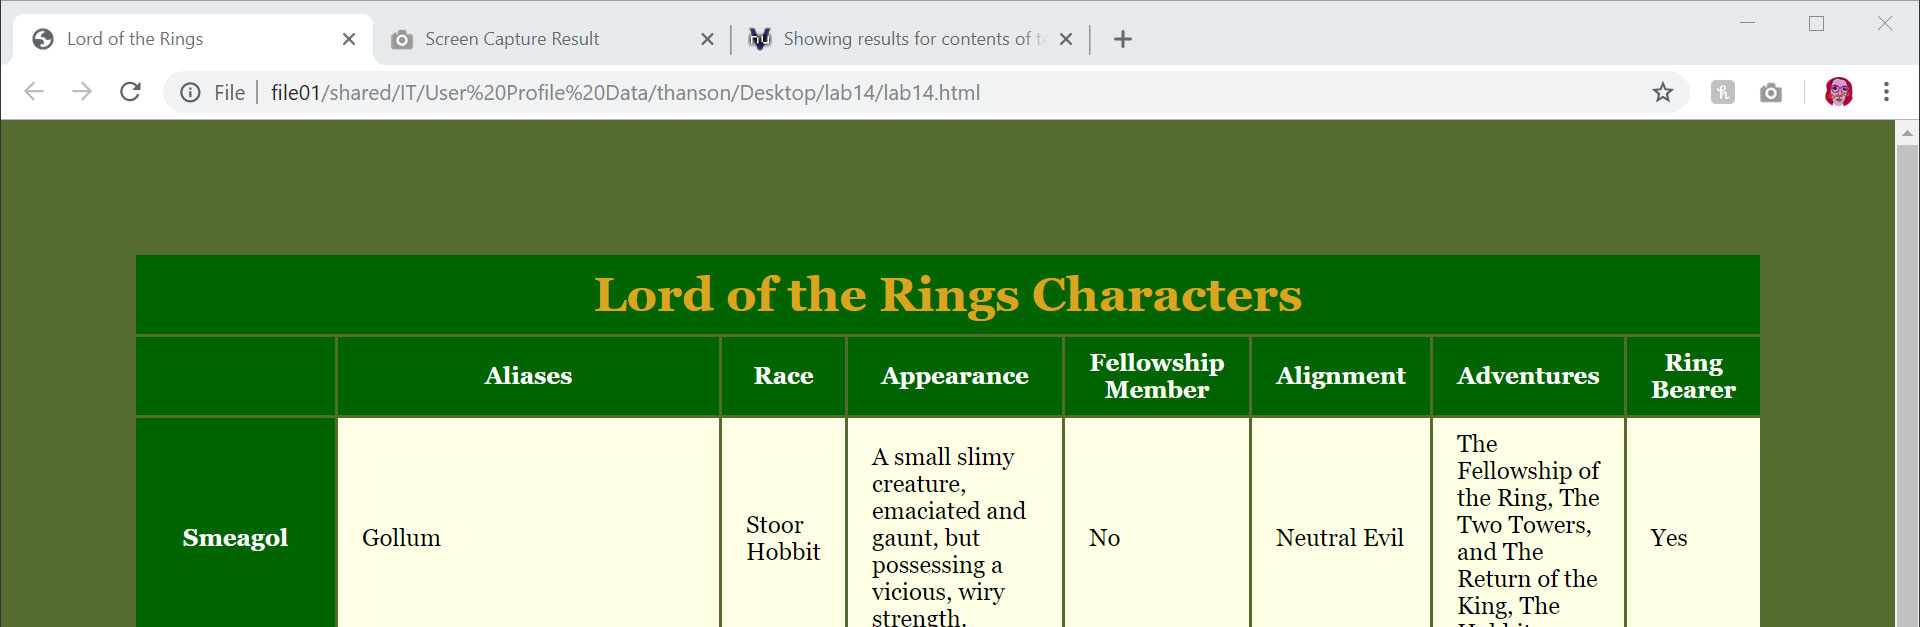 Lord of the Rings
Screen Capture Result
Showing results for contents of te
File
file01/shared/IT/User%20Profile%20Data/thanson/Desktop/lab14/lab14.html
Lord of the Rings Characters
Aliases
Race
Appearance
Fellowship
Member
Alignment
Adventures
Ring
Bearer
Smeagol
Gollum
Stoor
Hobbit
A small slimy
creature,
emaciated and
gaunt, but
possessing a
vicious, wiry
strength.
No
Neutral Evil
The
Fellowship of
the Ring, The
Two Towers,
and The
Return of the
King, The
Yes